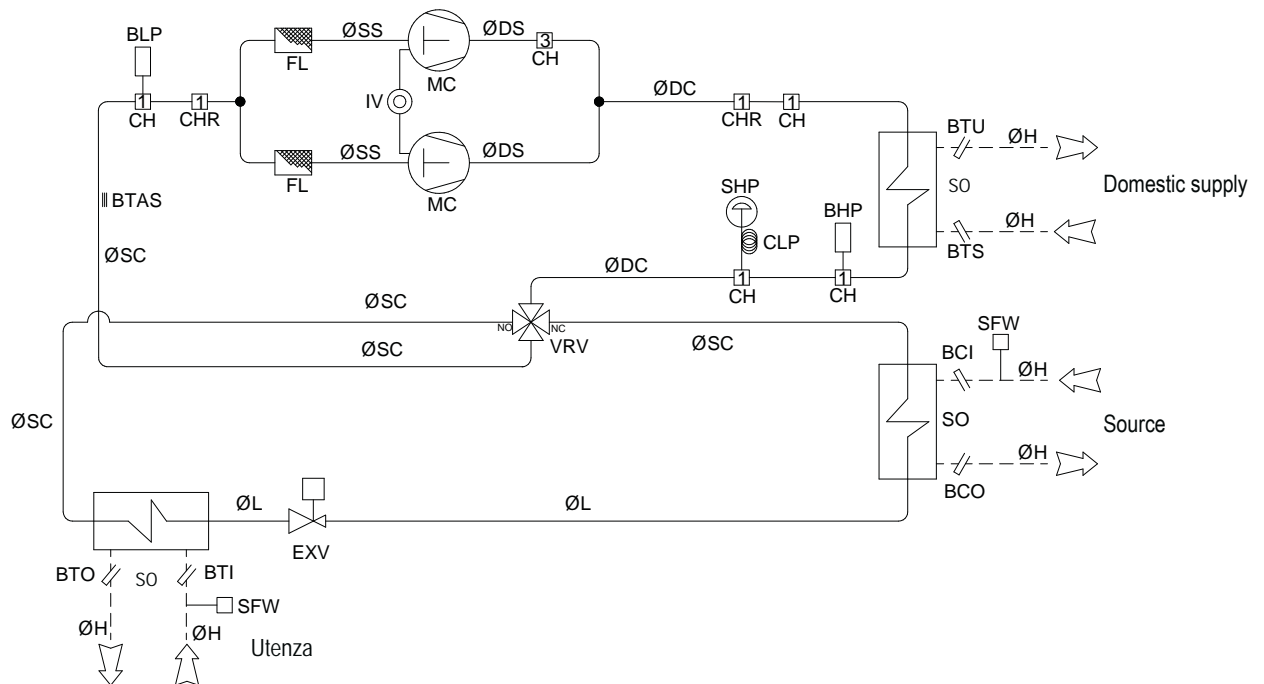 BLP
ØSS
ØDS
3
CH
FL
MC
IV
ØDC
1
CH
1
CHR
1
CHR
1
CH
BTU
ØH
ØSS
ØDS
FL
MC
SO
Domestic supply
BTAS
SHP
BHP
BTS
ØH
CLP
ØSC
ØDC
1
CH
1
CH
ØSC
NO
NC
VRV
SFW
ØSC
ØSC
BCI
ØH
ØSC
SO
Source
ØH
BCO
ØL
ØL
EXV
BTO
SO
BTI
SFW
ØH
ØH
Utenza